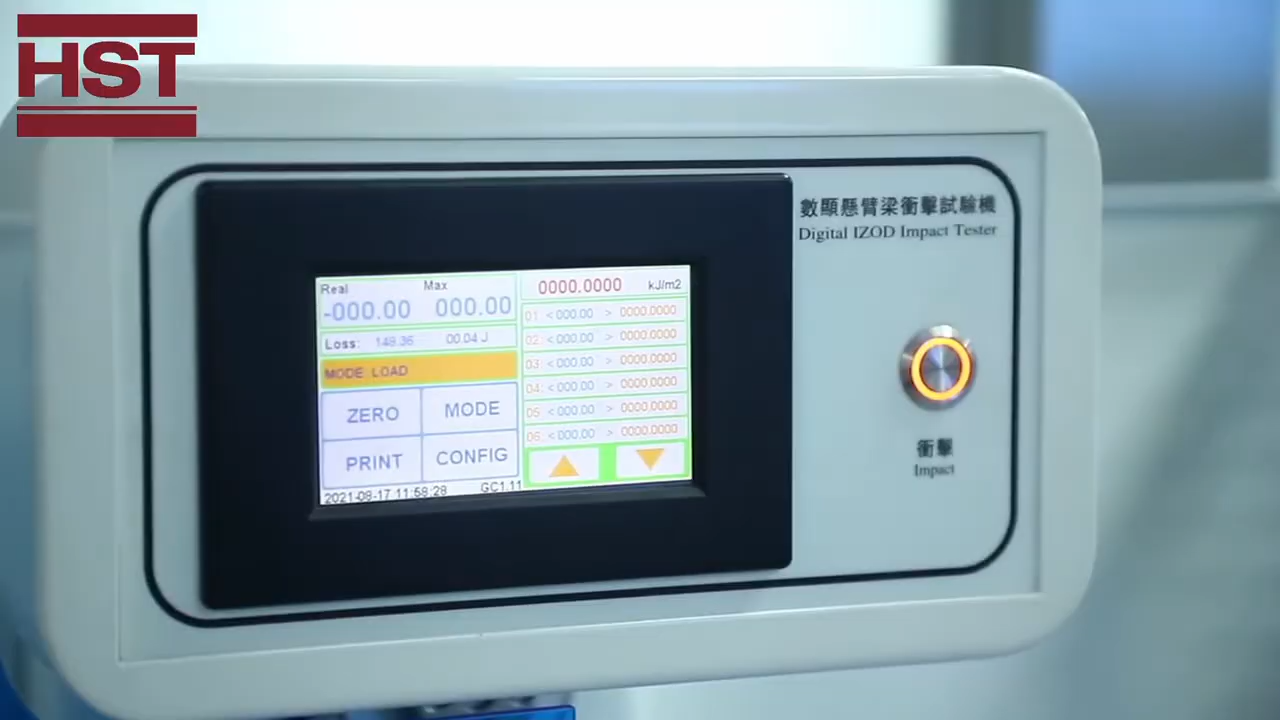 HST
數顯懸臂梁衝擊試驗機
Digital IZOD Impact Tester
Real Max
-000.00 000.00
Loss: 149.36 00.04 J
MODE: LOAD
ZERO MODE
PRINT CONFIG
2021-08-17 11:58:28 GC1.11
0000.0000 kJ/m2
01: <000.00 > 0000.0000
02: <000.00 > 0000.0000
03: <000.00 > 0000.0000
04: <000.00 > 0000.0000
05: <000.00 > 0000.0000
06: <000.00 > 0000.0000
衝擊
Impact